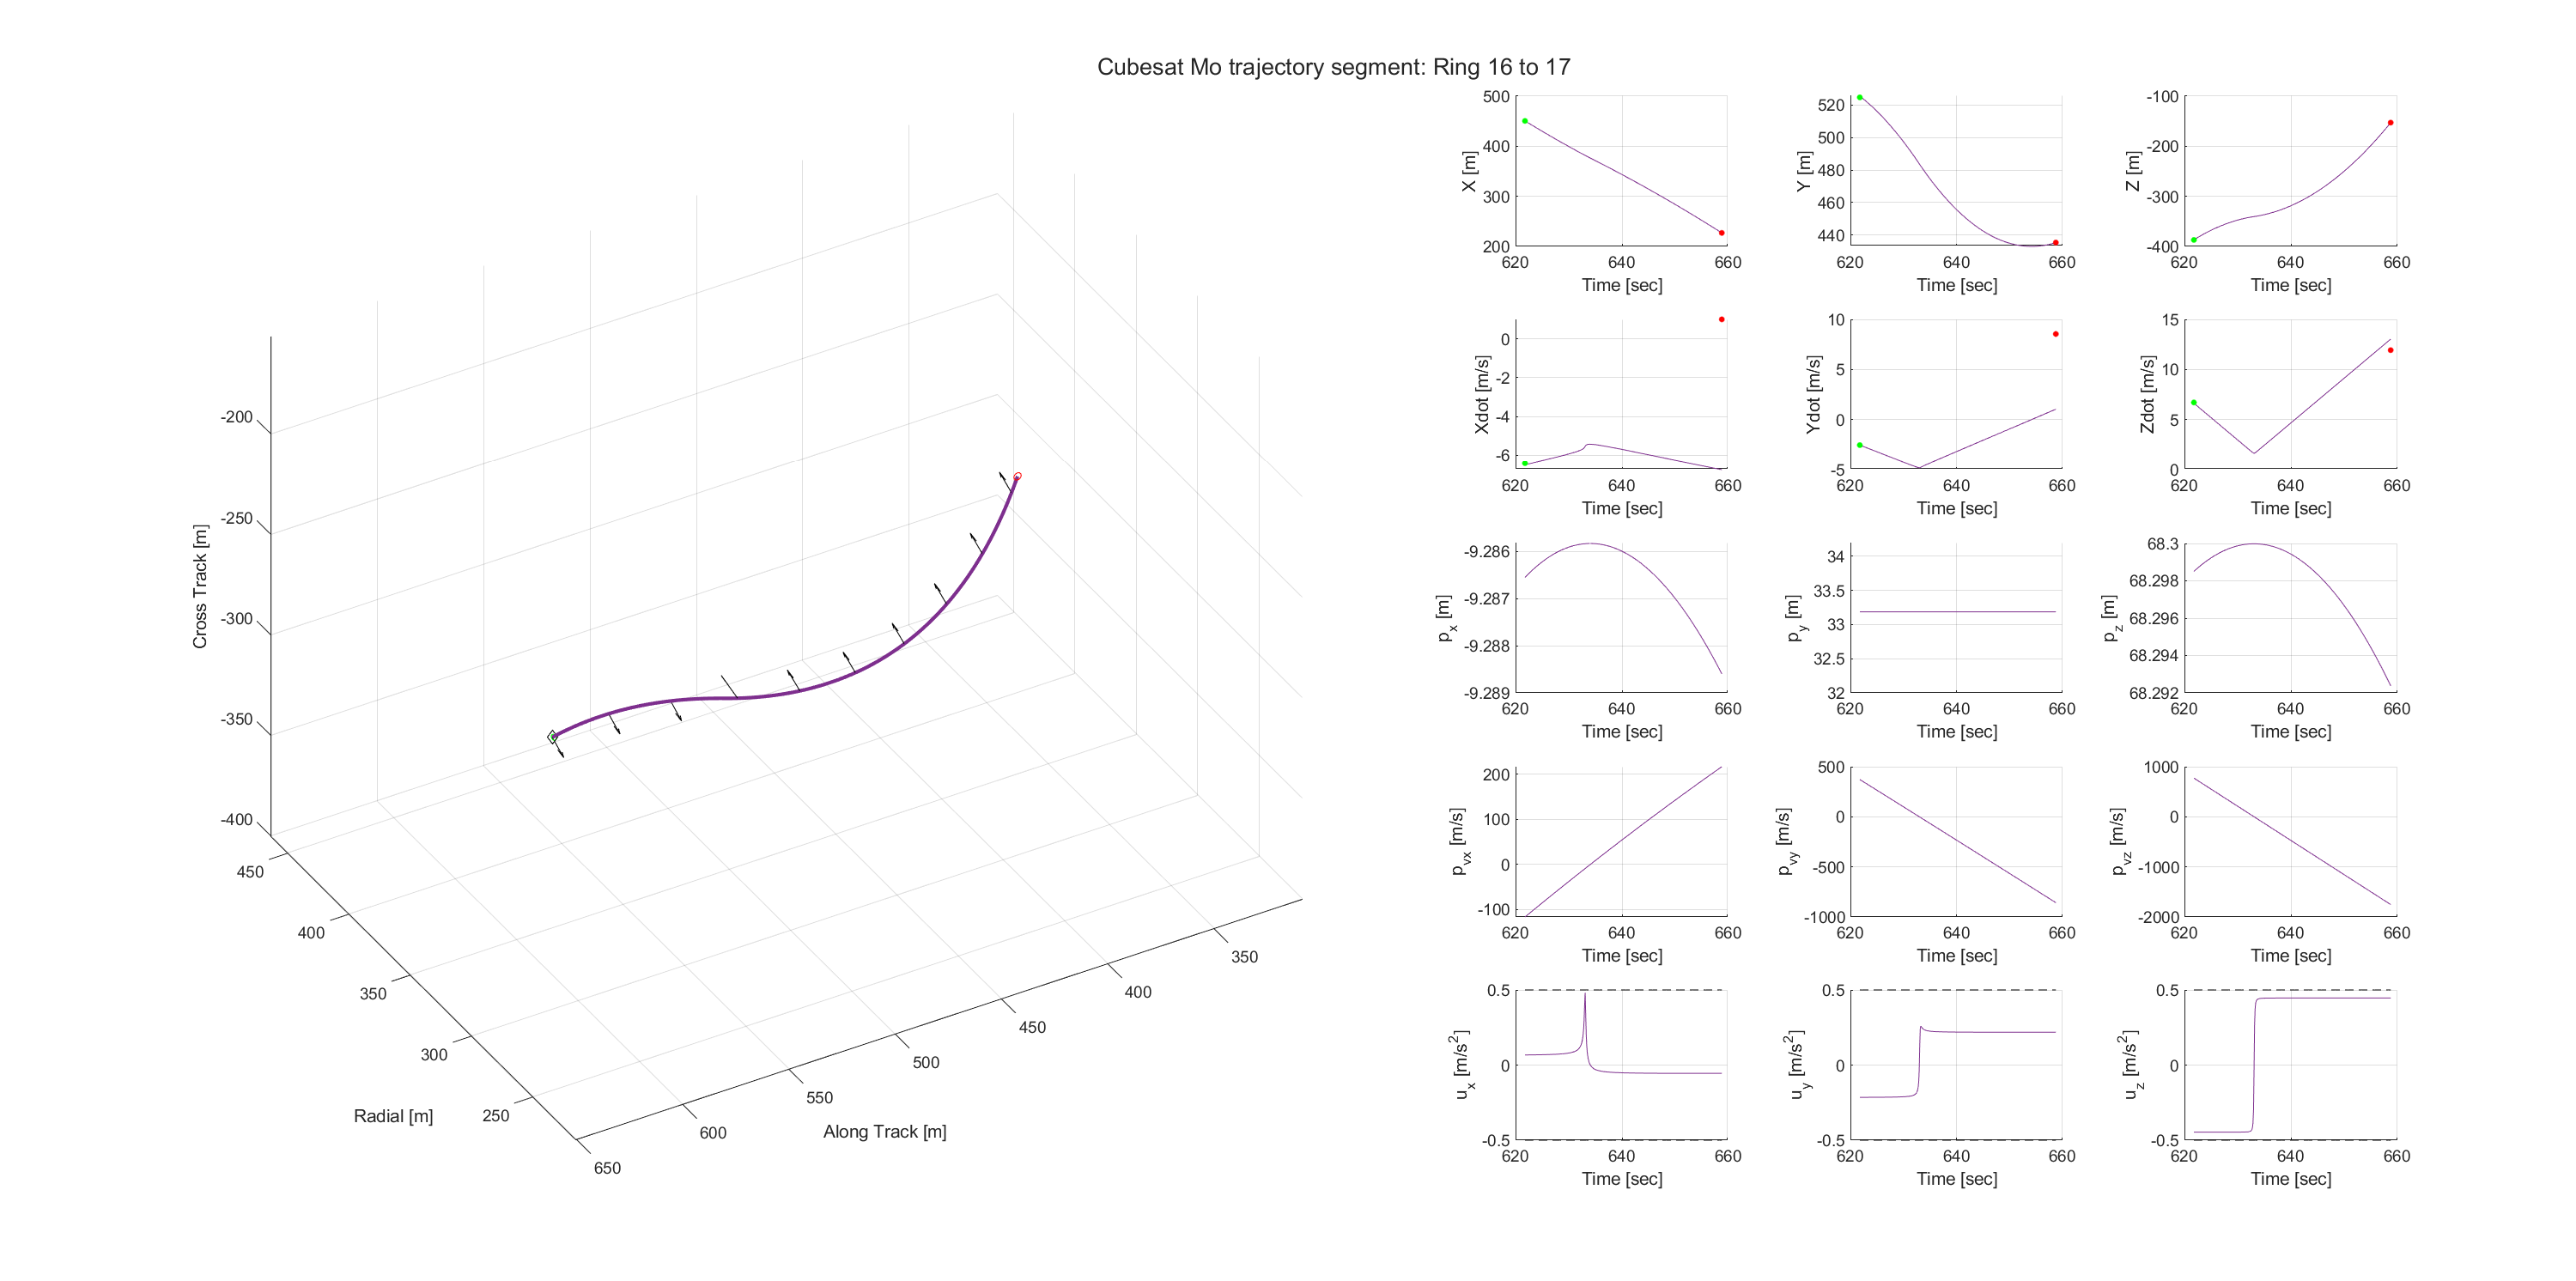 Cubesat Mo trajectory segment: Ring 16 to 17
Cross Track [m]
-200
-250
-300
-350
-400
450
400
350
300
250
Radial [m]
650
600
550
500
450
400
350
Along Track [m]
X [m]
500
400
300
200
620 640 660
Time [sec]
Y [m]
520
500
480
460
440
620 640 660
Time [sec]
Z [m]
-100
-200
-300
-400
620 640 660
Time [sec]
Xdot [m/s]
0
-2
-4
-6
620 640 660
Time [sec]
Ydot [m/s]
10
5
0
-5
620 640 660
Time [sec]
Zdot [m/s]
15
10
5
0
620 640 660
Time [sec]
p_x [m]
-9.286
-9.287
-9.288
-9.289
620 640 660
Time [sec]
p_y [m]
34
33.5
33
32.5
32
620 640 660
Time [sec]
p_z [m]
68.3
68.298
68.296
68.294
68.292
620 640 660
Time [sec]
p_vx [m/s]
200
100
0
-100
620 640 660
Time [sec]
p_vy [m/s]
500
0
-500
-1000
620 640 660
Time [sec]
p_vz [m/s]
1000
0
-1000
-2000
620 640 660
Time [sec]
u_x [m/s²]
0.5
0
-0.5
620 640 660
Time [sec]
u_y [m/s²]
0.5
0
-0.5
620 640 660
Time [sec]
u_z [m/s²]
0.5
0
-0.5
620 640 660
Time [sec]